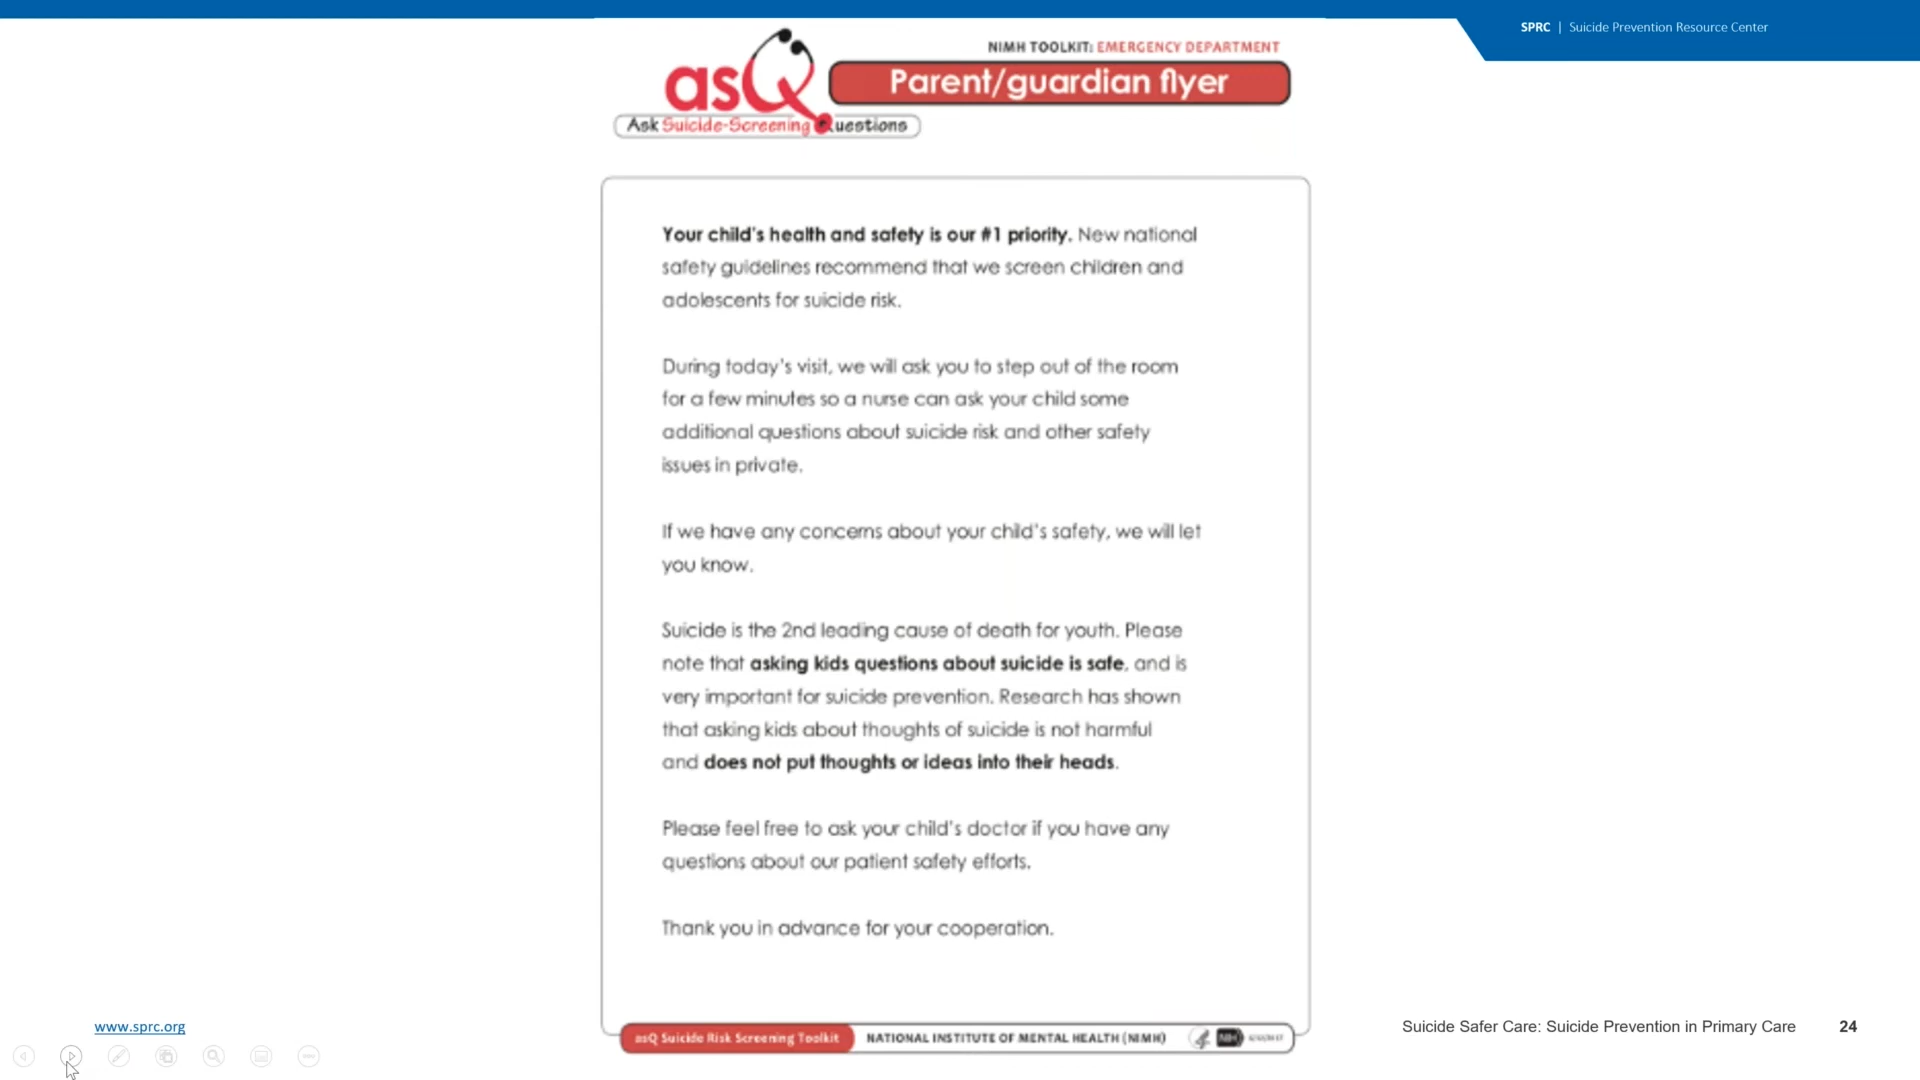 SPRC | Suicide Prevention Resource Center
NIMH TOOLKIT: EMERGENCY DEPARTMENT
asQ
Parent/guardian flyer
Ask Suicide-Screening Questions
Your child's health and safety is our #1 priority. New national
safety guidelines recommend that we screen children and
adolescents for suicide risk.
During today's visit, we will ask you to step out of the room
for a few minutes so a nurse can ask your child some
additional questions about suicide risk and other safety
issues in private.
If we have any concerns about your child's safety, we will let
you know.
Suicide is the 2nd leading cause of death for youth. Please
note that asking kids questions about suicide is safe, and is
very important for suicide prevention. Research has shown
that asking kids about thoughts of suicide is not harmful
and does not put thoughts or ideas into their heads.
Please feel free to ask your child's doctor if you have any
questions about our patient safety efforts.
Thank you in advance for your cooperation.
asQ Suicide Risk Screening Toolkit NATIONAL INSTITUTE OF MENTAL HEALTH (NIMH) NIH
www.sprc.org
Suicide Safer Care: Suicide Prevention in Primary Care 24